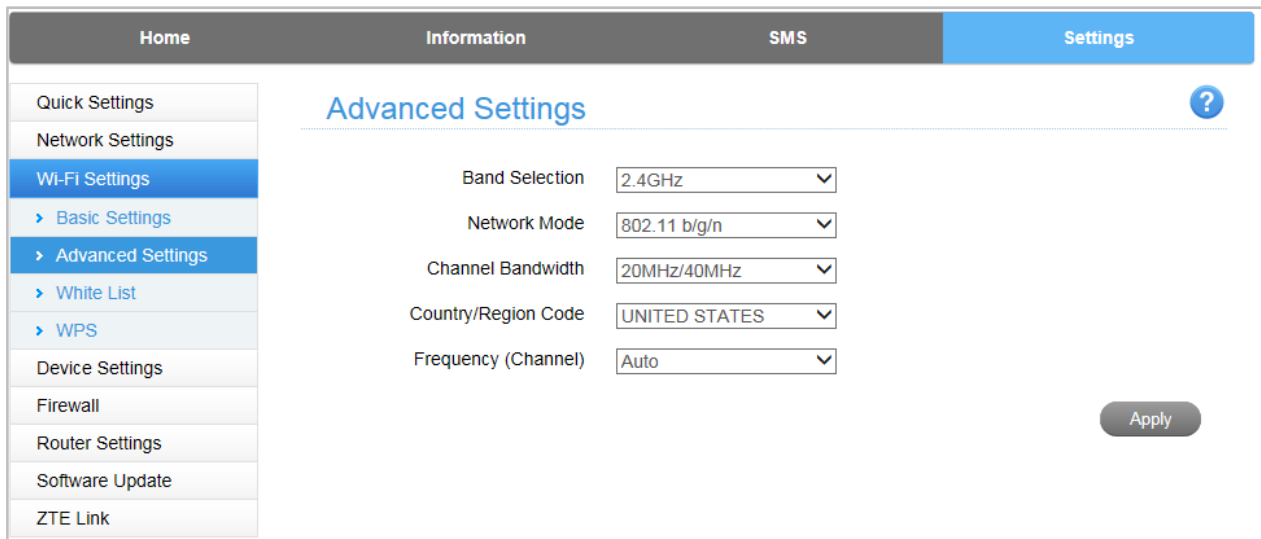 Home Information SMS Settings
Quick Settings
Network Settings
Wi-Fi Settings
Basic Settings
Advanced Settings
White List
WPS
Device Settings
Firewall
Router Settings
Software Update
ZTE Link
Advanced Settings ?
Band Selection 2.4GHz
Network Mode 802.11 b/g/n
Channel Bandwidth 20MHz/40MHz
Country/Region Code UNITED STATES
Frequency (Channel) Auto
Apply